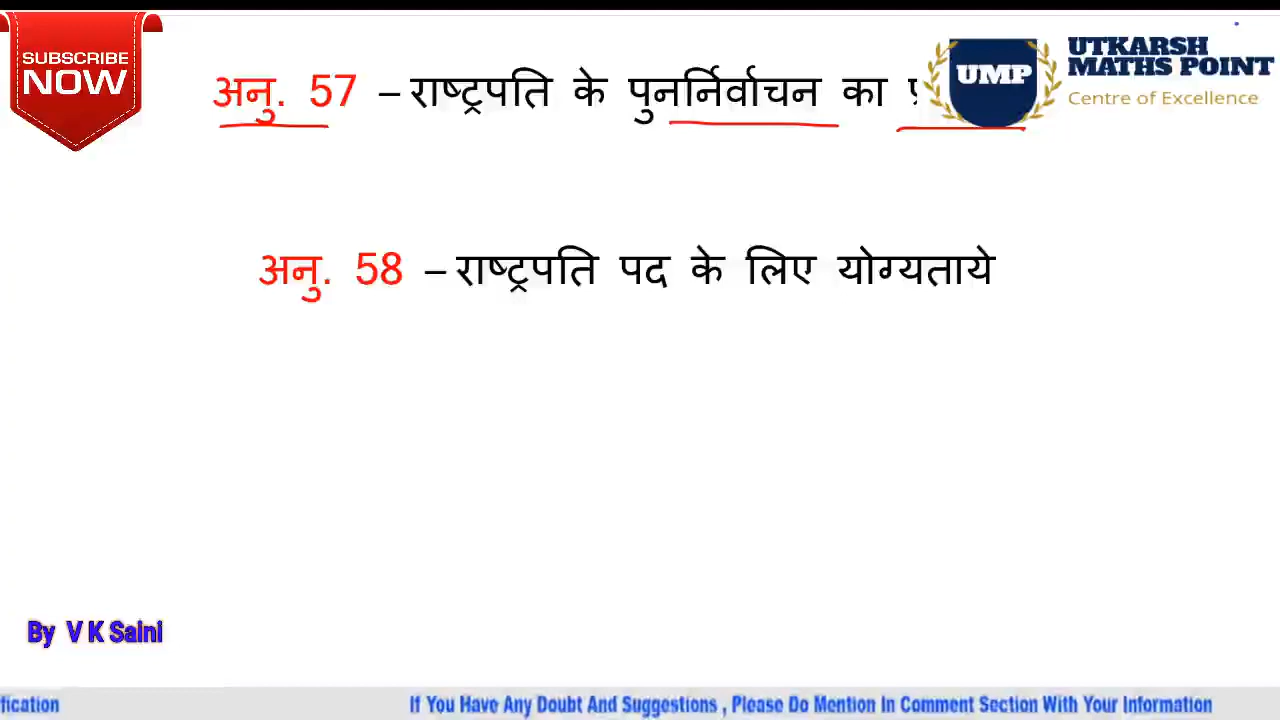 SUBSCRIBE
NOW
अनु. 57 – राष्ट्रपति के पुनर्निर्वाचन का
UMP
UTKARSH
MATHS POINT
Centre of Excellence
अनु. 58 – राष्ट्रपति पद के लिए योग्यताये
By V K Saini
fication If You Have Any Doubt And Suggestions , Please Do Mention In Comment Section With Your Information